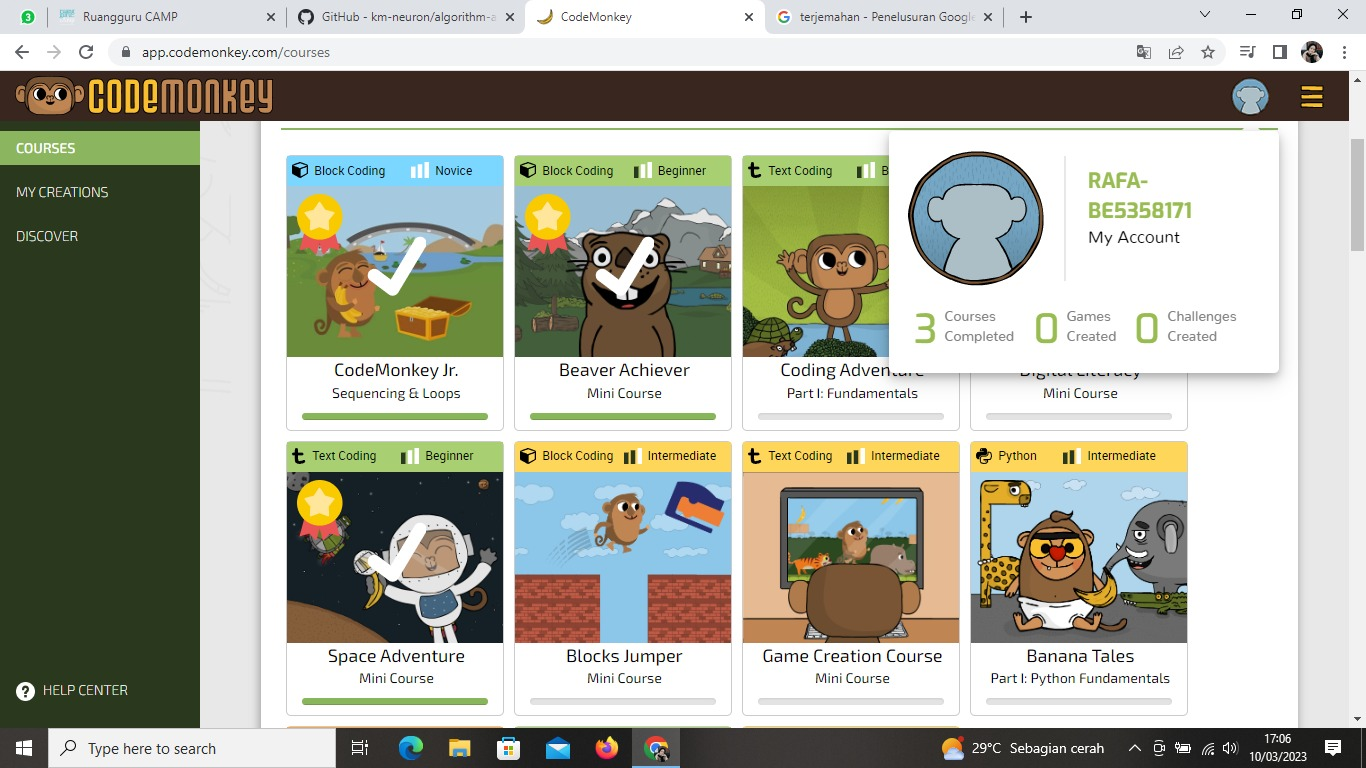 3
Ruangguru CAMP
GitHub - km-neuron/algorithm-a
CodeMonkey
terjemahan - Penelusuran Google
app.codemonkey.com/courses
CODEMONKEY
COURSES
MY CREATIONS
DISCOVER
HELP CENTER
RAFA-
BE5358171
My Account
3 Courses Completed
0 Games Created
0 Challenges Created
Block Coding Novice
CodeMonkey Jr.
Sequencing & Loops
Block Coding Beginner
Beaver Achiever
Mini Course
Text Coding B
Coding Adventure
Part I: Fundamentals
Digital Literacy
Mini Course
Text Coding Beginner
Space Adventure
Mini Course
Block Coding Intermediate
Blocks Jumper
Mini Course
Text Coding Intermediate
Game Creation Course
Mini Course
Python Intermediate
Banana Tales
Part I: Python Fundamentals
Type here to search
29°C Sebagian cerah
17:06
10/03/2023